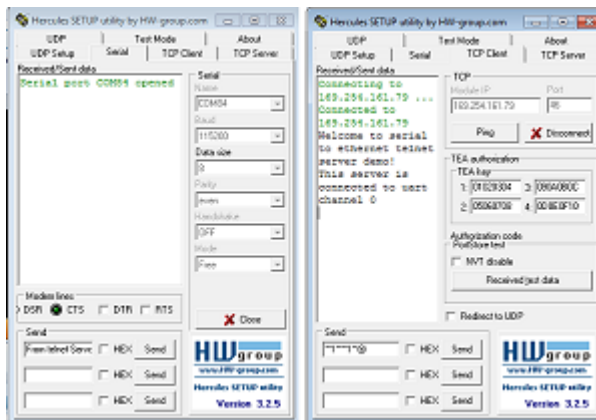 Hercules SETUP utility by HW-group.com
UDP
Test Mode
About
UDP Setup
Serial
TCP Client
TCP Server
Received/Sent data
Serial port COM84 opened
Serial
Name
COM84
Baud
115200
Data size
8
Parity
even
Handshake
OFF
Mode
Free
Modem lines
DSR
CTS
DTR
RTS
Close
Send
HEX
Send
HEX
Send
HEX
Send
HWgroup
www.HW-group.com
Hercules SETUP utility
Version 3.2.5
Hercules SETUP utility by HW-group.com
UDP
Test Mode
About
UDP Setup
Serial
TCP Client
TCP Server
Received/Sent data
Connecting to
169.254.161.79 ...
Connected to
169.254.161.79
Welcome to serial
to ethernet telnet
server demo!
This server is
connected to uart
channel 0
TCP
Module IP
Port
169.254.161.79
Ping
Disconnect
TEA authorization
TEA key
1: 01020304
3: 090A0B0C
2: 05060708
4: 0D0E0F10
Authorization code
PortStore test
NVT disable
Received test data
Redirect to UDP
Send
HEX
Send
HEX
Send
HEX
Send
HWgroup
www.HW-group.com
Hercules SETUP utility
Version 3.2.5